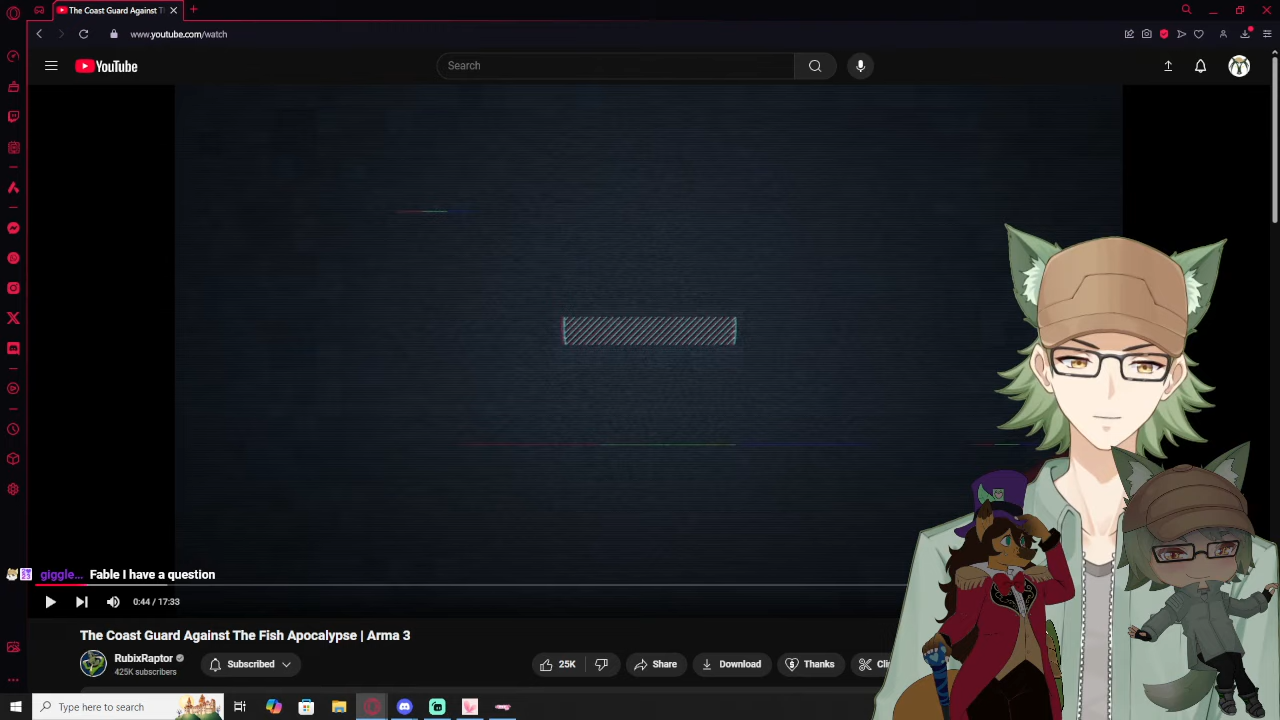 The Coast Guard Against T
www.youtube.com/watch
YouTube
Search
giggle... Fable I have a question
0:44 / 17:33
The Coast Guard Against The Fish Apocalypse | Arma 3
RubixRaptor
425K subscribers
Subscribed
25K
Share
Download
Thanks
Cli
Type here to search